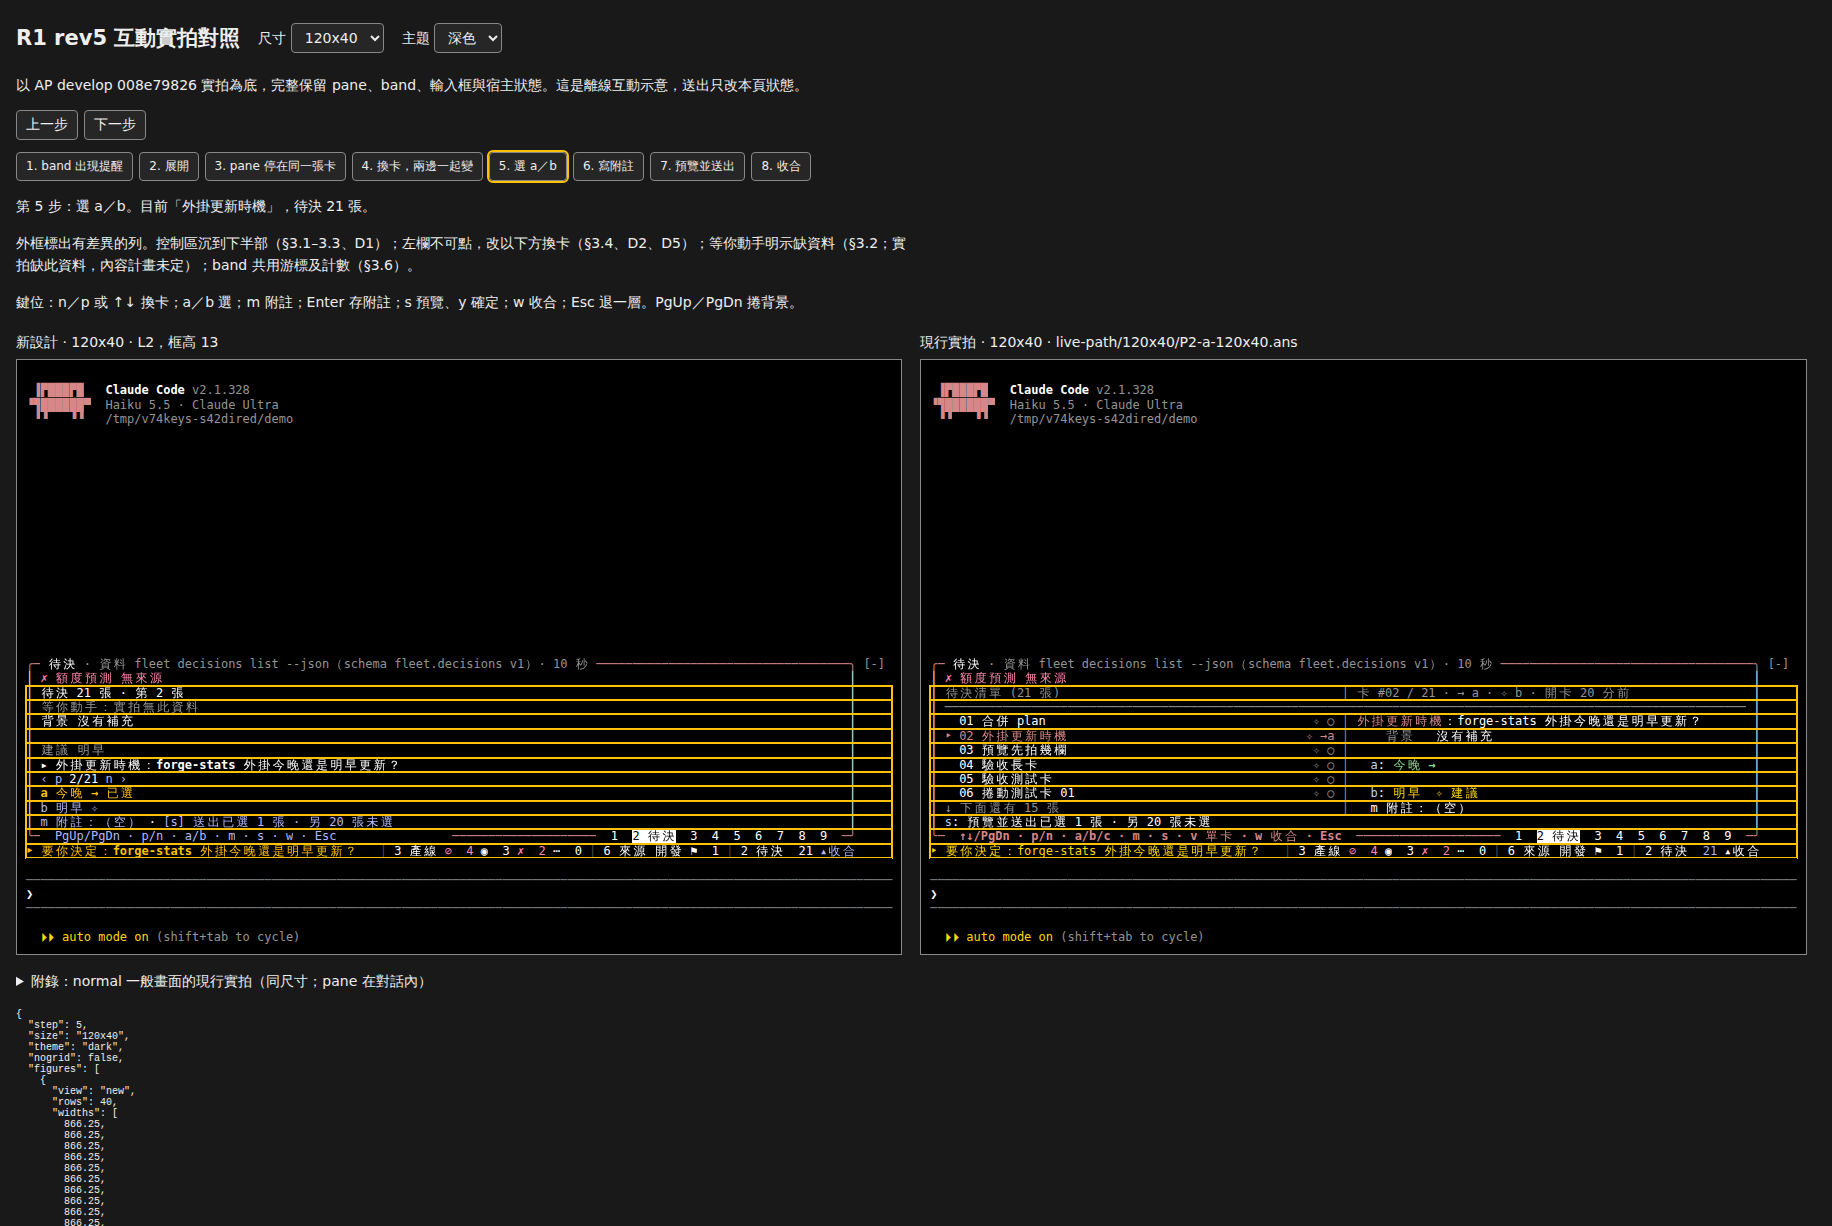 R1 rev5 互動實拍對照 尺寸 120x40 主題 深色
以 AP develop 008e79826 實拍為底，完整保留 pane、band、輸入框與宿主狀態。這是離線互動示意，送出只改本頁狀態。
上一步 下一步
1. band 出現提醒 2. 展開 3. pane 停在同一張卡 4. 換卡，兩邊一起變 5. 選 a／b 6. 寫附註 7. 預覽並送出 8. 收合
第 5 步：選 a／b。目前「外掛更新時機」，待決 21 張。
外框標出有差異的列。控制區沉到下半部（§3.1–3.3、D1）；左欄不可點，改以下方換卡（§3.4、D2、D5）；等你動手明示缺資料（§3.2；實
拍缺此資料，內容計畫未定）；band 共用游標及計數（§3.6）。
鍵位：n／p 或 ↑↓ 換卡；a／b 選；m 附註；Enter 存附註；s 預覽、y 確定；w 收合；Esc 退一層。PgUp／PgDn 捲背景。
新設計 · 120x40 · L2，框高 13
Claude Code v2.1.328
Haiku 5.5 · Claude Ultra
/tmp/v74keys-s42dired/demo
待決 · 資料 fleet decisions list --json（schema fleet.decisions v1）· 10 秒 [-]
✗ 額度預測 無來源
待決 21 張 · 第 2 張
等你動手：實拍無此資料
背景 沒有補充
建議 明早
▸ 外掛更新時機：forge-stats 外掛今晚還是明早更新？
‹ p 2/21 n ›
a 今晚 → 已選
b 明早 ✧
m 附註：（空） · [s] 送出已選 1 張 · 另 20 張未選
PgUp/PgDn · p/n · a/b · m · s · w · Esc 1 2 待決 3 4 5 6 7 8 9
▸ 要你決定：forge-stats 外掛今晚還是明早更新？ │ 3 產線 ⊘ 4 ◉ 3 ✗ 2 ⋯ 0 │ 6 來源 開發 ⚑ 1 │ 2 待決 21 ▴收合
❯
⏵⏵ auto mode on (shift+tab to cycle)
現行實拍 · 120x40 · live-path/120x40/P2-a-120x40.ans
Claude Code v2.1.328
Haiku 5.5 · Claude Ultra
/tmp/v74keys-s42dired/demo
待決 · 資料 fleet decisions list --json（schema fleet.decisions v1）· 10 秒 [-]
✗ 額度預測 無來源
待決清單 (21 張) │ 卡 #02 / 21 · → a · ✧ b · 開卡 20 分前
01 合併 plan ✧ ○ │ 外掛更新時機：forge-stats 外掛今晚還是明早更新？
▸ 02 外掛更新時機 ✧ →a │ 背景 沒有補充
03 預覽先拍幾欄 ✧ ○ │
04 驗收長卡 ✧ ○ │ a: 今晚 →
05 驗收測試卡 ✧ ○ │
06 捲動測試卡 01 ✧ ○ │ b: 明早 ✧ 建議
↓ 下面還有 15 張 │ m 附註：（空）
s: 預覽並送出已選 1 張 · 另 20 張未選
↑↓/PgDn · p/n · a/b/c · m · s · v 單卡 · w 收合 · Esc 1 2 待決 3 4 5 6 7 8 9
▸ 要你決定：forge-stats 外掛今晚還是明早更新？ │ 3 產線 ⊘ 4 ◉ 3 ✗ 2 ⋯ 0 │ 6 來源 開發 ⚑ 1 │ 2 待決 21 ▴收合
❯
⏵⏵ auto mode on (shift+tab to cycle)
▶ 附錄：normal 一般畫面的現行實拍（同尺寸；pane 在對話內）
{
"step": 5,
"size": "120x40",
"theme": "dark",
"nogrid": false,
"figures": [
{
"view": "new",
"rows": 40,
"widths": [
866.25,
866.25,
866.25,
866.25,
866.25,
866.25,
866.25,
866.25,
866.25,
866.25,